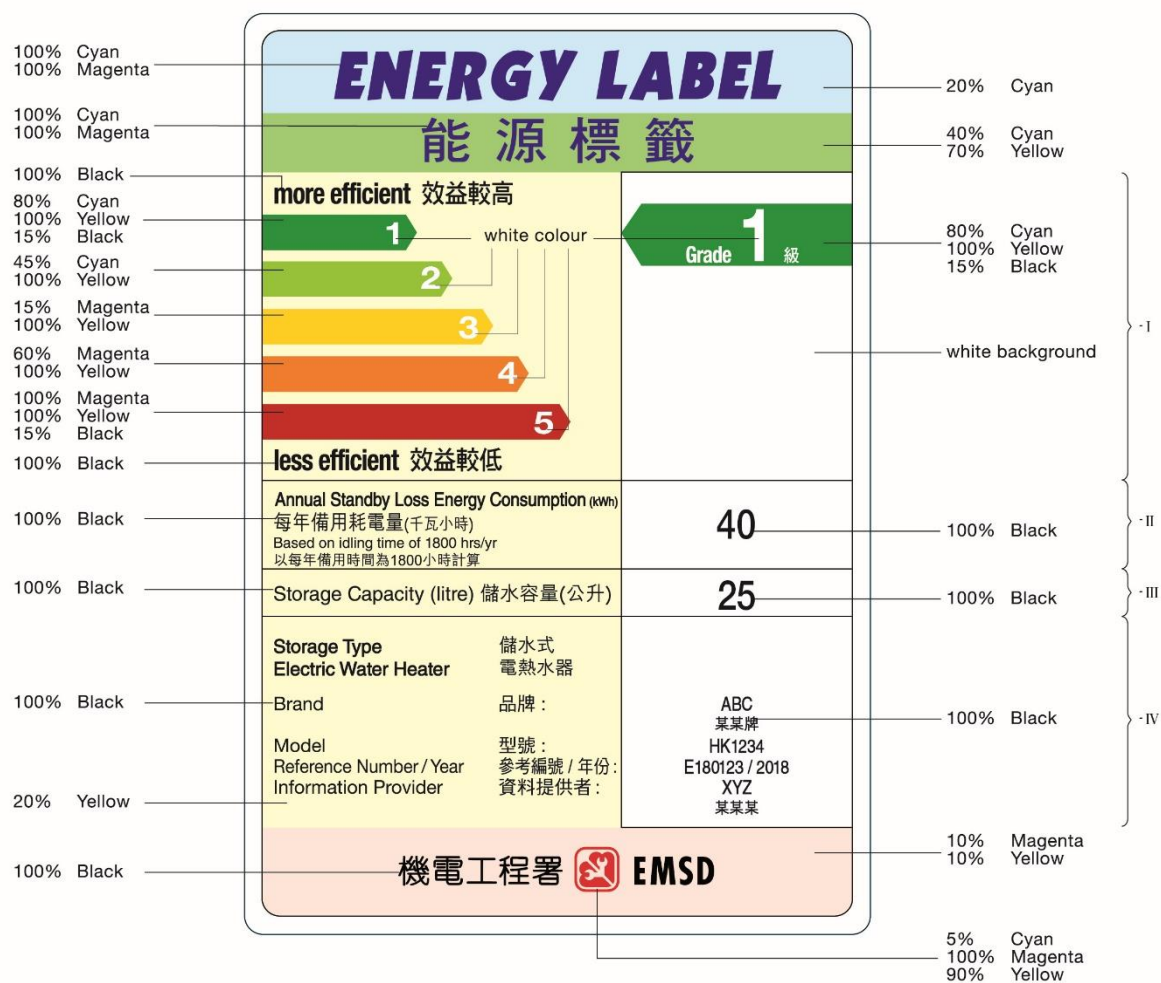 100% Cyan
100% Magenta
ENERGY LABEL
20% Cyan
100% Cyan
100% Magenta
能源標籤
40% Cyan
70% Yellow
100% Black
more efficient 效益較高
80% Cyan
100% Yellow
15% Black
1
white colour
Grade 1 級
80% Cyan
100% Yellow
15% Black
45% Cyan
100% Yellow
2
15% Magenta
100% Yellow
3
- I
white background
60% Magenta
100% Yellow
4
100% Magenta
100% Yellow
15% Black
5
100% Black
less efficient 效益較低
100% Black
Annual Standby Loss Energy Consumption (kWh)
每年備用耗電量(千瓦小時)
Based on idling time of 1800 hrs/yr
以每年備用時間為1800小時計算
40
100% Black
- II
100% Black
Storage Capacity (litre) 儲水容量(公升)
25
100% Black
- III
Storage Type 儲水式
Electric Water Heater 電熱水器
100% Black
Brand 品牌 :
ABC
某某牌
100% Black
- IV
Model 型號 :
HK1234
Reference Number / Year 參考編號 / 年份 :
E180123 / 2018
Information Provider 資料提供者 :
XYZ
某某某
20% Yellow
10% Magenta
10% Yellow
100% Black
機電工程署 EMSD
5% Cyan
100% Magenta
90% Yellow